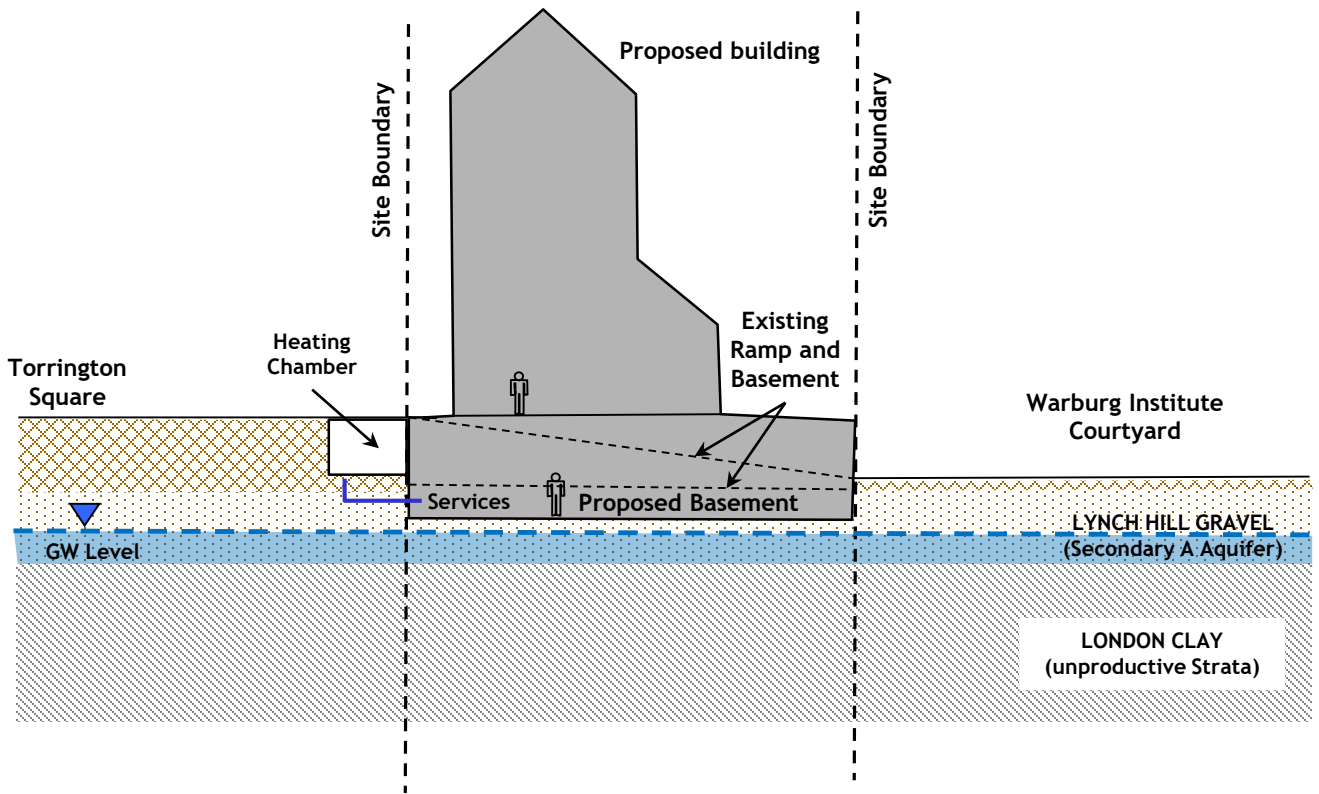 Proposed building
Site Boundary
Site Boundary
Heating
Chamber
Existing
Ramp and
Basement
Torrington
Square
Warburg Institute
Courtyard
Services
Proposed Basement
GW Level
LYNCH HILL GRAVEL
(Secondary A Aquifer)
LONDON CLAY
(unproductive Strata)